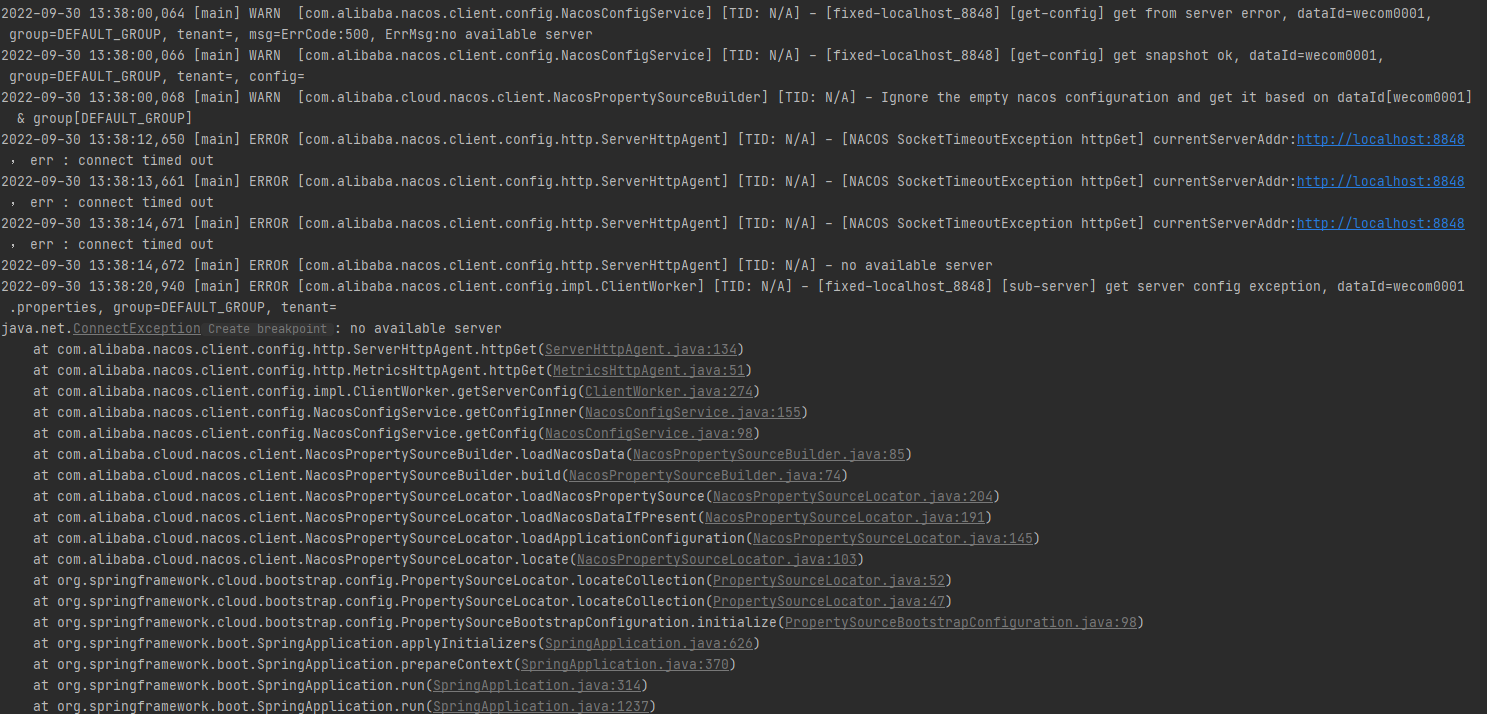 2022-09-30 13:38:00,064 [main] WARN  [com.alibaba.nacos.client.config.NacosConfigService] [TID: N/A] – [fixed-localhost_8848] [get-config] get from server error, dataId=wecom0001,
 group=DEFAULT_GROUP, tenant=, msg=ErrCode:500, ErrMsg:no available server
2022-09-30 13:38:00,066 [main] WARN  [com.alibaba.nacos.client.config.NacosConfigService] [TID: N/A] – [fixed-localhost_8848] [get-config] get snapshot ok, dataId=wecom0001,
 group=DEFAULT_GROUP, tenant=, config=
2022-09-30 13:38:00,068 [main] WARN  [com.alibaba.cloud.nacos.client.NacosPropertySourceBuilder] [TID: N/A] – Ignore the empty nacos configuration and get it based on dataId[wecom0001]
 & group[DEFAULT_GROUP]
2022-09-30 13:38:12,650 [main] ERROR [com.alibaba.nacos.client.config.http.ServerHttpAgent] [TID: N/A] – [NACOS SocketTimeoutException httpGet] currentServerAddr:http://localhost:8848
， err : connect timed out
2022-09-30 13:38:13,661 [main] ERROR [com.alibaba.nacos.client.config.http.ServerHttpAgent] [TID: N/A] – [NACOS SocketTimeoutException httpGet] currentServerAddr:http://localhost:8848
， err : connect timed out
2022-09-30 13:38:14,671 [main] ERROR [com.alibaba.nacos.client.config.http.ServerHttpAgent] [TID: N/A] – [NACOS SocketTimeoutException httpGet] currentServerAddr:http://localhost:8848
， err : connect timed out
2022-09-30 13:38:14,672 [main] ERROR [com.alibaba.nacos.client.config.http.ServerHttpAgent] [TID: N/A] – no available server
2022-09-30 13:38:20,940 [main] ERROR [com.alibaba.nacos.client.config.impl.ClientWorker] [TID: N/A] – [fixed-localhost_8848] [sub-server] get server config exception, dataId=wecom0001
 .properties, group=DEFAULT_GROUP, tenant=
java.net.ConnectException Create breakpoint : no available server
    at com.alibaba.nacos.client.config.http.ServerHttpAgent.httpGet(ServerHttpAgent.java:134)
    at com.alibaba.nacos.client.config.http.MetricsHttpAgent.httpGet(MetricsHttpAgent.java:51)
    at com.alibaba.nacos.client.config.impl.ClientWorker.getServerConfig(ClientWorker.java:274)
    at com.alibaba.nacos.client.config.NacosConfigService.getConfigInner(NacosConfigService.java:155)
    at com.alibaba.nacos.client.config.NacosConfigService.getConfig(NacosConfigService.java:98)
    at com.alibaba.cloud.nacos.client.NacosPropertySourceBuilder.loadNacosData(NacosPropertySourceBuilder.java:85)
    at com.alibaba.cloud.nacos.client.NacosPropertySourceBuilder.build(NacosPropertySourceBuilder.java:74)
    at com.alibaba.cloud.nacos.client.NacosPropertySourceLocator.loadNacosPropertySource(NacosPropertySourceLocator.java:204)
    at com.alibaba.cloud.nacos.client.NacosPropertySourceLocator.loadNacosDataIfPresent(NacosPropertySourceLocator.java:191)
    at com.alibaba.cloud.nacos.client.NacosPropertySourceLocator.loadApplicationConfiguration(NacosPropertySourceLocator.java:145)
    at com.alibaba.cloud.nacos.client.NacosPropertySourceLocator.locate(NacosPropertySourceLocator.java:103)
    at org.springframework.cloud.bootstrap.config.PropertySourceLocator.locateCollection(PropertySourceLocator.java:52)
    at org.springframework.cloud.bootstrap.config.PropertySourceLocator.locateCollection(PropertySourceLocator.java:47)
    at org.springframework.cloud.bootstrap.config.PropertySourceBootstrapConfiguration.initialize(PropertySourceBootstrapConfiguration.java:98)
    at org.springframework.boot.SpringApplication.applyInitializers(SpringApplication.java:626)
    at org.springframework.boot.SpringApplication.prepareContext(SpringApplication.java:370)
    at org.springframework.boot.SpringApplication.run(SpringApplication.java:314)
    at org.springframework.boot.SpringApplication.run(SpringApplication.java:1237)